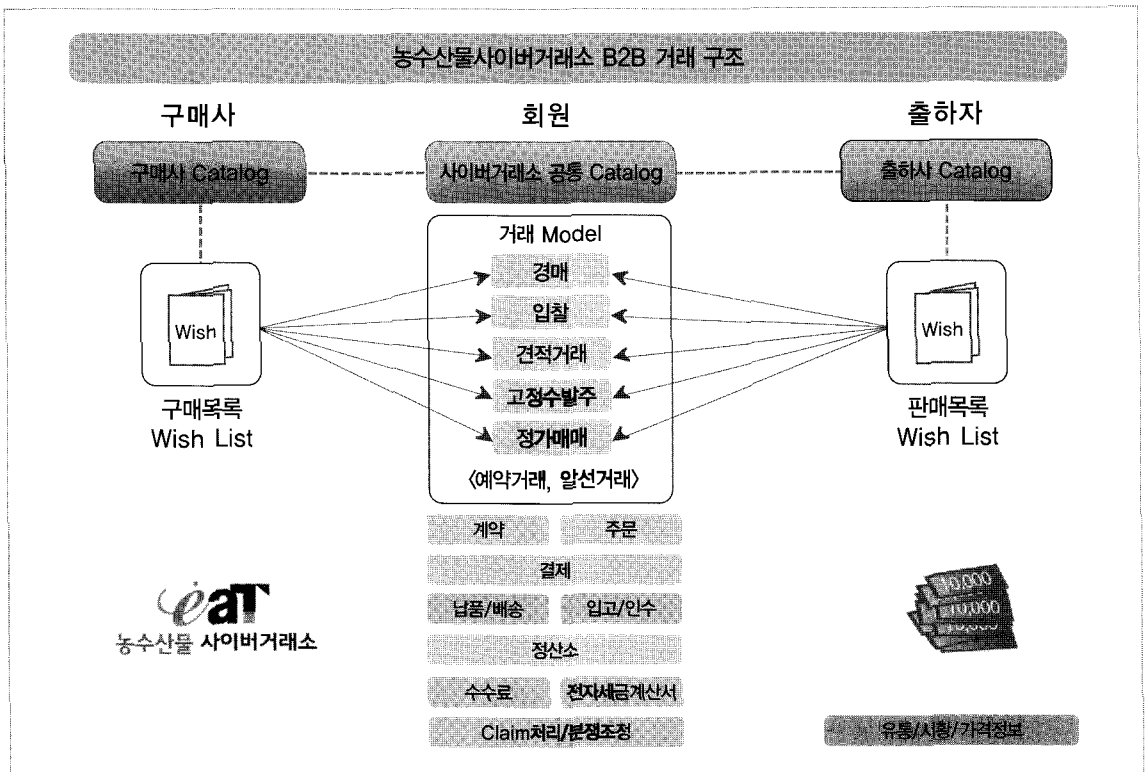 농수산물사이버거래소 B2B 거래 구조
구매사 회원 출하자
구매사 Catalog 사이버거래소 공통 Catalog 출하사 Catalog
거래 Model
경매
입찰
견적거래
고정수발주
정가매매
〈예약거래, 알선거래〉
Wish
구매목록
Wish List
Wish
판매목록
Wish List
계약 주문
결제
납품/배송 입고/인수
정산소
수수료 전자세금계산서
Claim처리/분쟁조정
eaT
농수산물 사이버거래소
10,000
10,000
유통/시황/가격정보